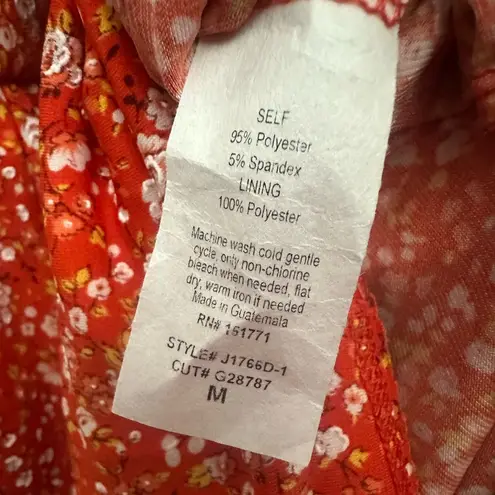 SELF
95% Polyester
5% Spandex
LINING
100% Polyester
Machine wash cold gentle
cycle, only non-chlorine
bleach when needed, flat
dry, warm iron if needed
Made in Guatemala
RN# 161771
STYLE# J1766D-1
CUT# G28787
M